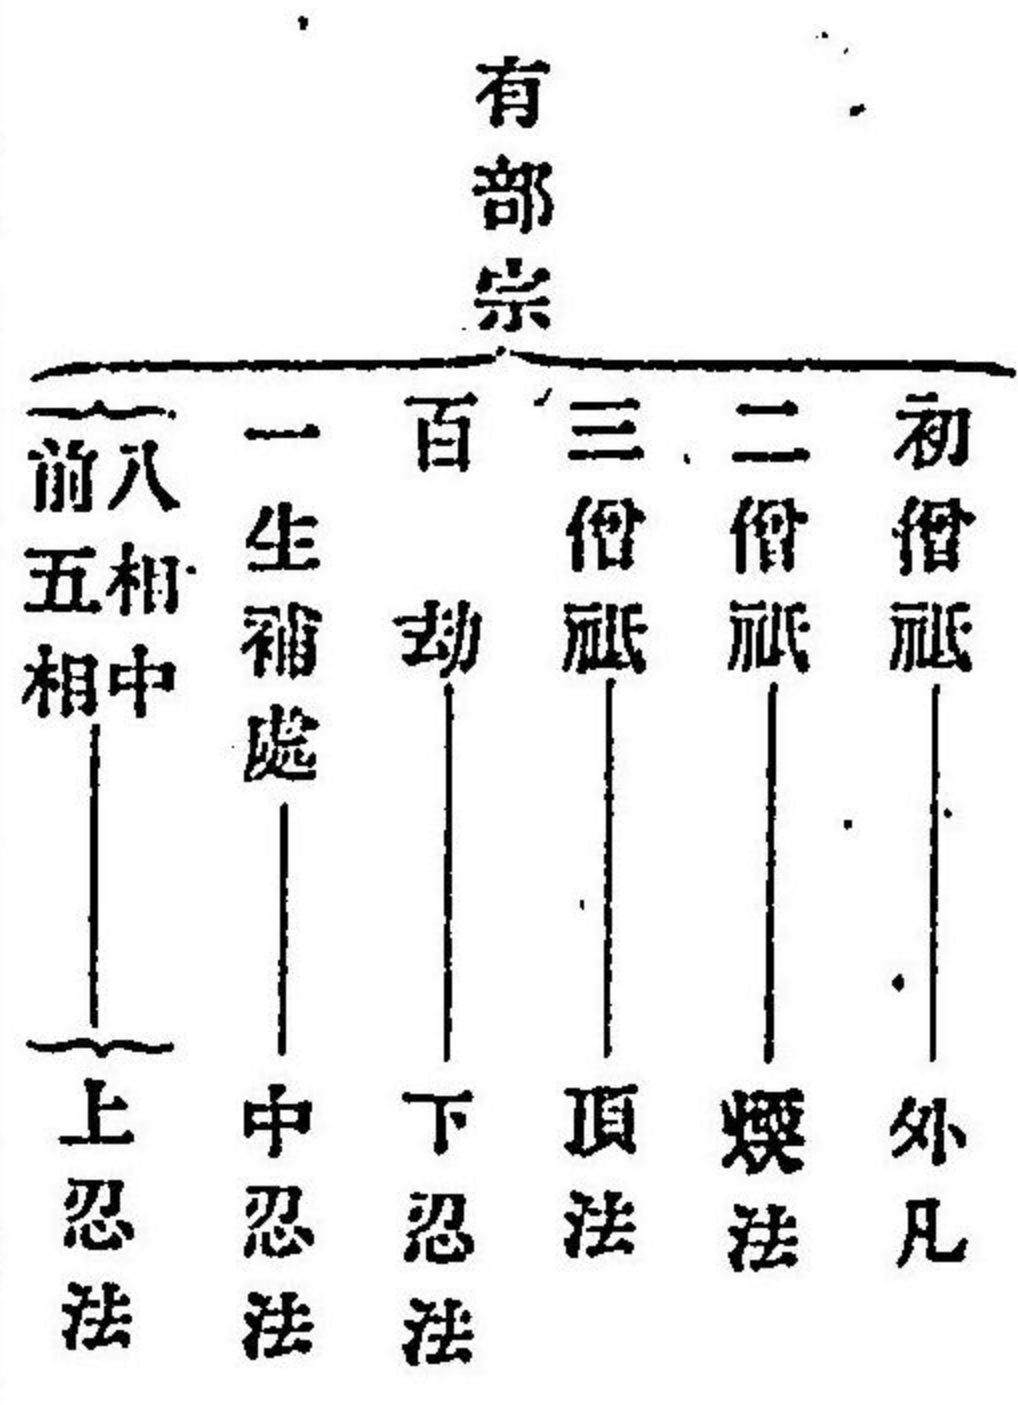 有部宗
初僧祇
外凡
二僧祇
煗法
三僧祇
頂法
百劫
下忍法
一生補處
中忍法
八相中
前五相
上忍法